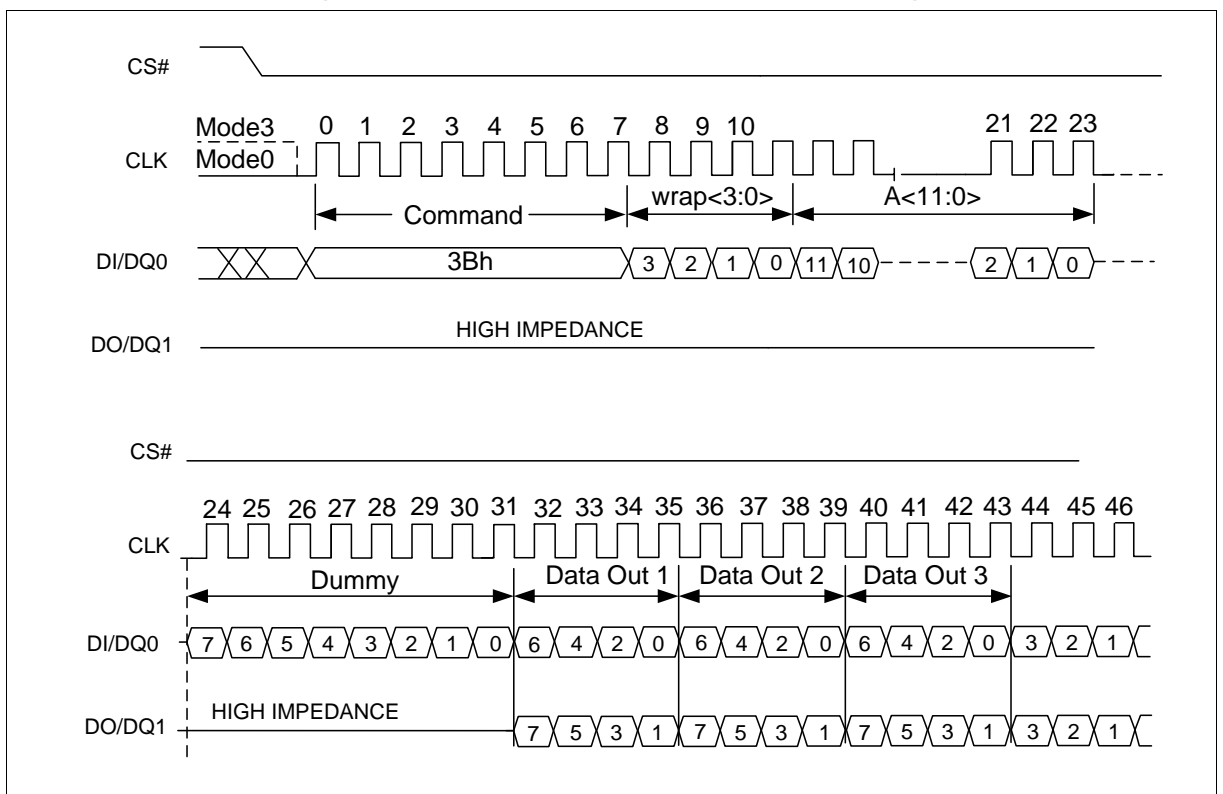 CS#
Mode3 0 1 2 3 4 5 6 7 8 9 10 21 22 23
CLK Mode0
Command wrap<3:0> A<11:0>
DI/DQ0 3Bh 3 2 1 0 11 10 2 1 0
HIGH IMPEDANCE
DO/DQ1
CS#
24 25 26 27 28 29 30 31 32 33 34 35 36 37 38 39 40 41 42 43 44 45 46
CLK
Dummy Data Out 1 Data Out 2 Data Out 3
DI/DQ0 7 6 5 4 3 2 1 0 6 4 2 0 6 4 2 0 6 4 2 0 3 2 1
HIGH IMPEDANCE
DO/DQ1 7 5 3 1 7 5 3 1 7 5 3 1 3 2 1